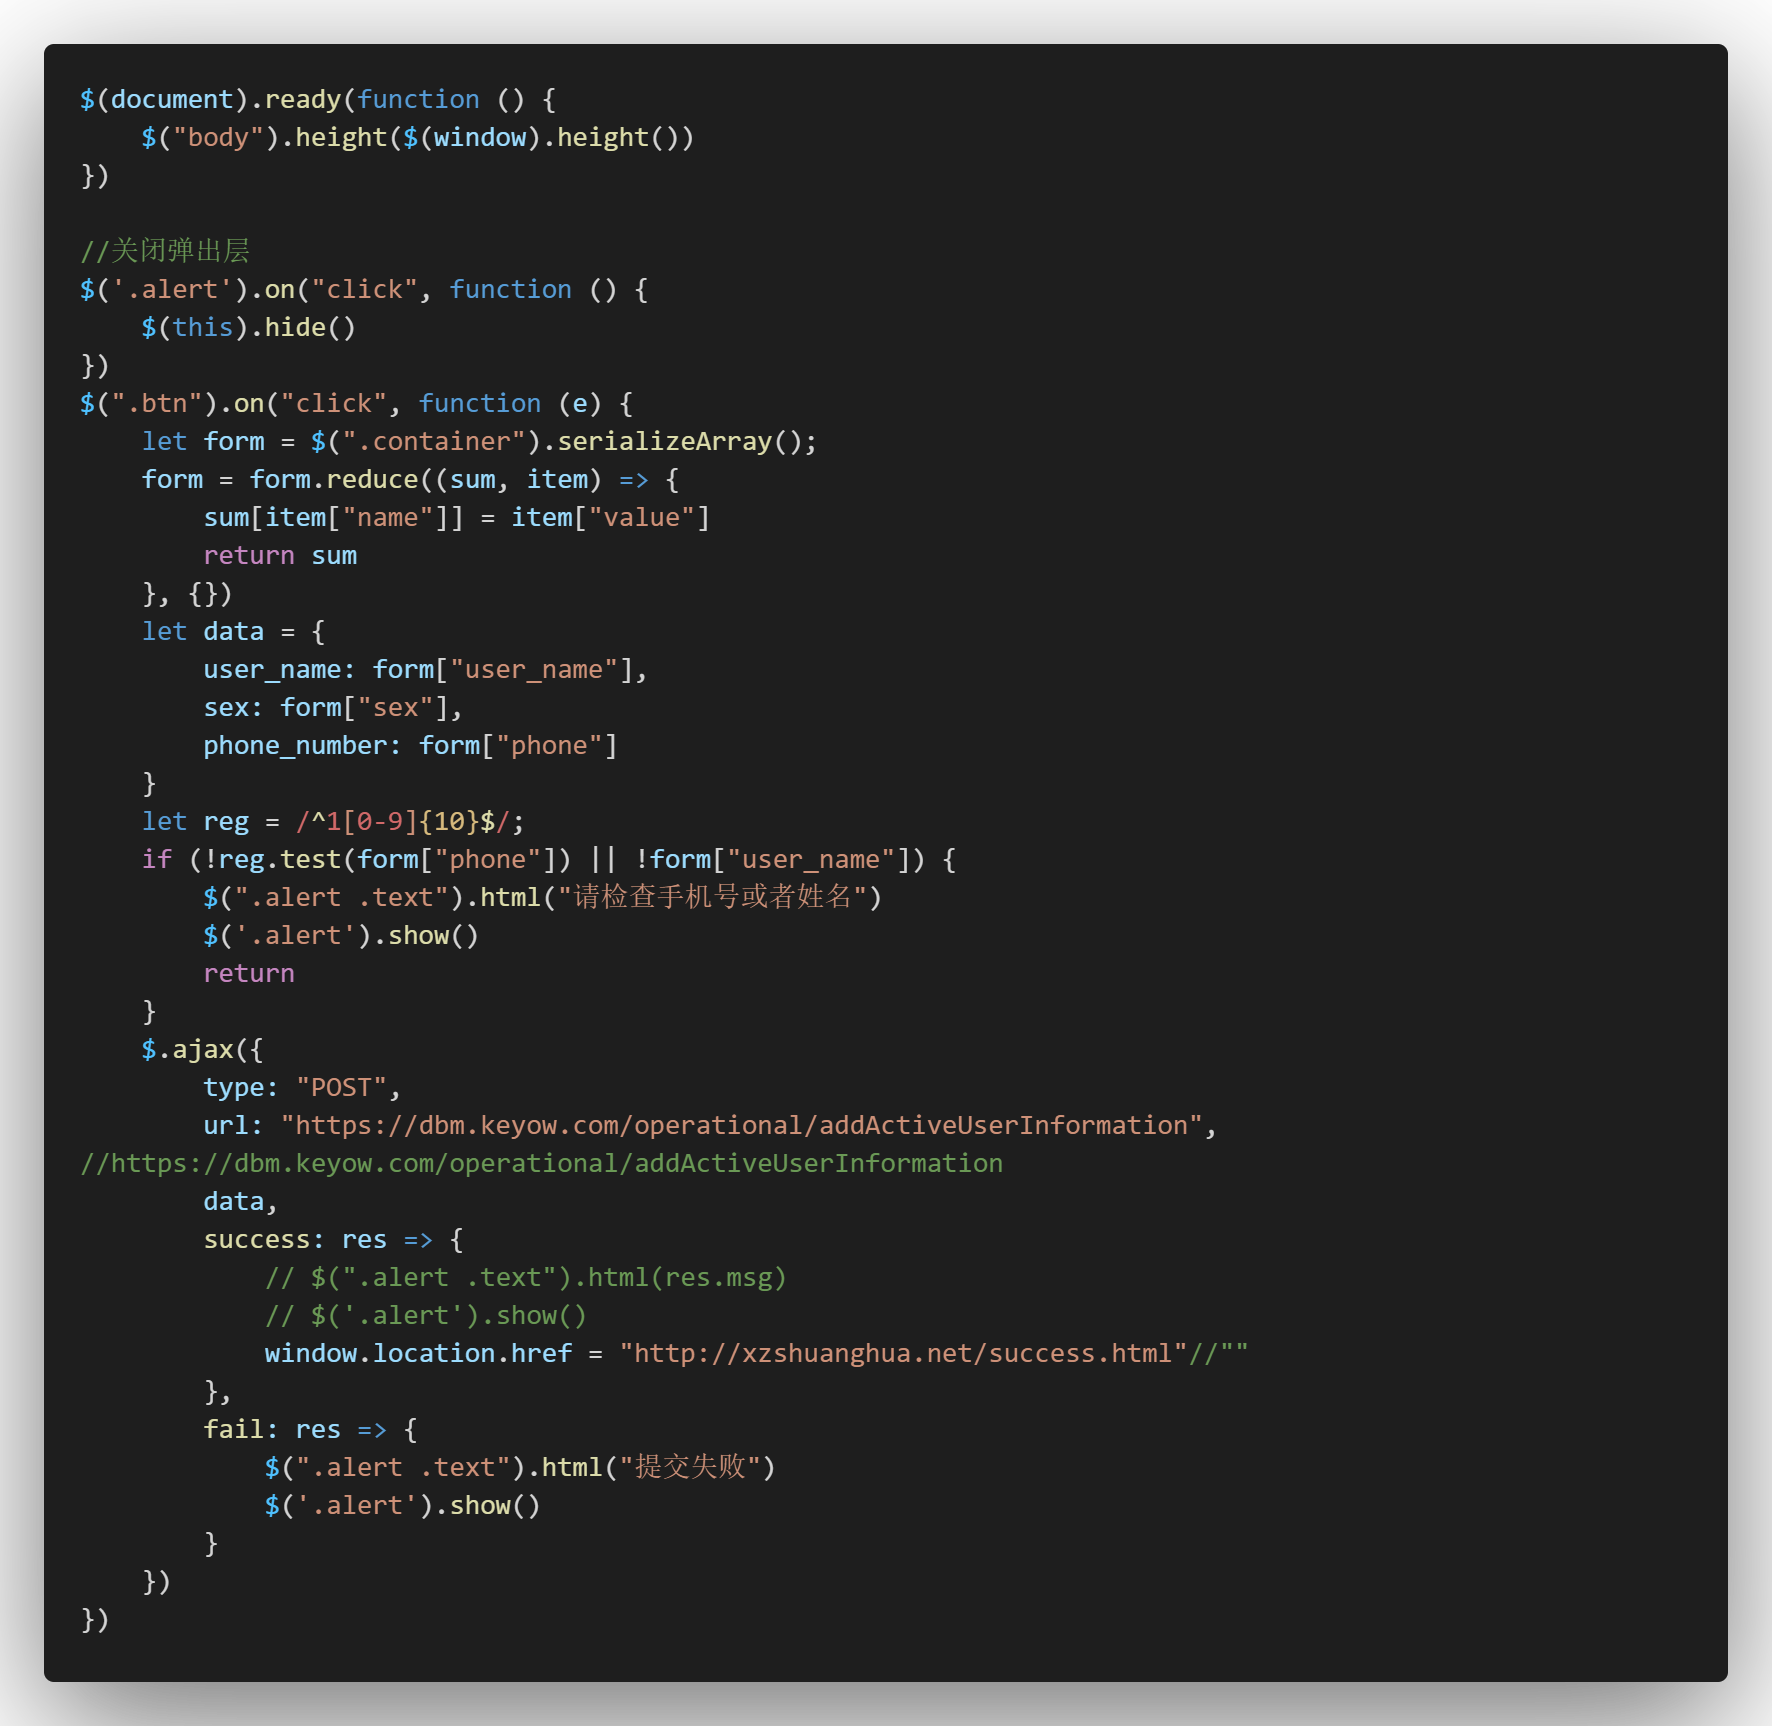 $(document).ready(function () {
    $("body").height($(window).height())
})

//关闭弹出层
$('.alert').on("click", function () {
    $(this).hide()
})
$(".btn").on("click", function (e) {
    let form = $(".container").serializeArray();
    form = form.reduce((sum, item) => {
        sum[item["name"]] = item["value"]
        return sum
    }, {})
    let data = {
        user_name: form["user_name"],
        sex: form["sex"],
        phone_number: form["phone"]
    }
    let reg = /^1[0-9]{10}$/;
    if (!reg.test(form["phone"]) || !form["user_name"]) {
        $(".alert .text").html("请检查手机号或者姓名")
        $('.alert').show()
        return
    }
    $.ajax({
        type: "POST",
        url: "https://dbm.keyow.com/operational/addActiveUserInformation",
//https://dbm.keyow.com/operational/addActiveUserInformation
        data,
        success: res => {
            // $(".alert .text").html(res.msg)
            // $('.alert').show()
            window.location.href = "http://xzshuanghua.net/success.html"//""
        },
        fail: res => {
            $(".alert .text").html("提交失败")
            $('.alert').show()
        }
    })
})